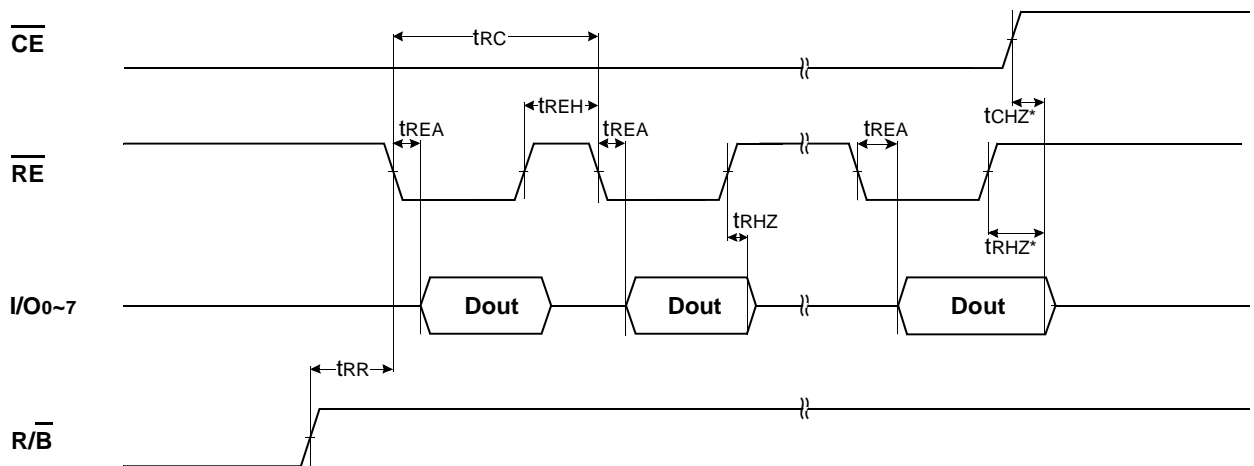 CE
tRC
tCHZ*
tREH
tREA
tREA
tREA
RE
tRHZ
tRHZ*
I/O0~7
Dout
Dout
Dout
tRR
R/B